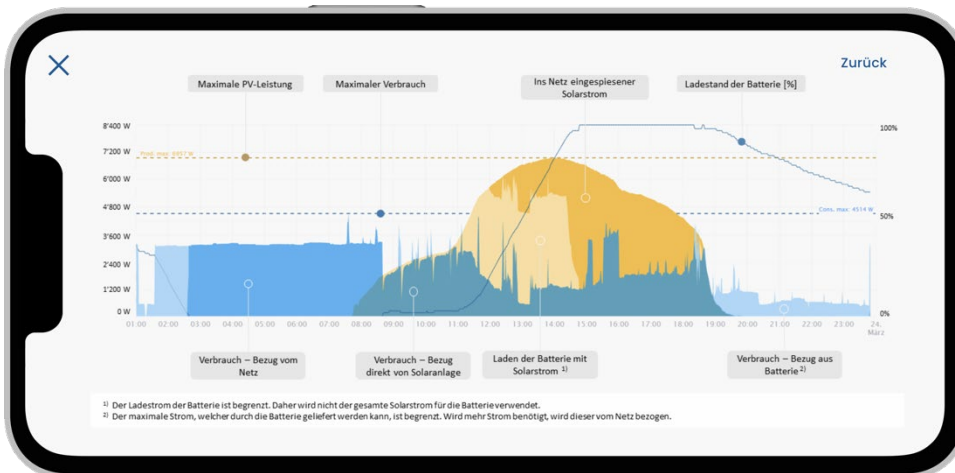 Zurück
Maximale PV-Leistung
Maximaler Verbrauch
Ins Netz eingespiesener
Solarstrom
Ladestand der Batterie [%]
8'400 W
7'200 W
6'000 W
4'800 W
3'600 W
2'400 W
1'200 W
0 W
100%
50%
0%
Prod. max: 6957 W
Cons. max: 4514 W
01:00 02:00 03:00 04:00 05:00 06:00 07:00 08:00 09:00 10:00 11:00 12:00 13:00 14:00 15:00 16:00 17:00 18:00 19:00 20:00 21:00 22:00 23:00 24.
März
Verbrauch – Bezug vom
Netz
Verbrauch – Bezug
direkt von Solaranlage
Laden der Batterie mit
Solarstrom 1)
Verbrauch – Bezug aus
Batterie 2)
1) Der Ladestrom der Batterie ist begrenzt. Daher wird nicht der gesamte Solarstrom für die Batterie verwendet.
2) Der maximale Strom, welcher durch die Batterie geliefert werden kann, ist begrenzt. Wird mehr Strom benötigt, wird dieser vom Netz bezogen.